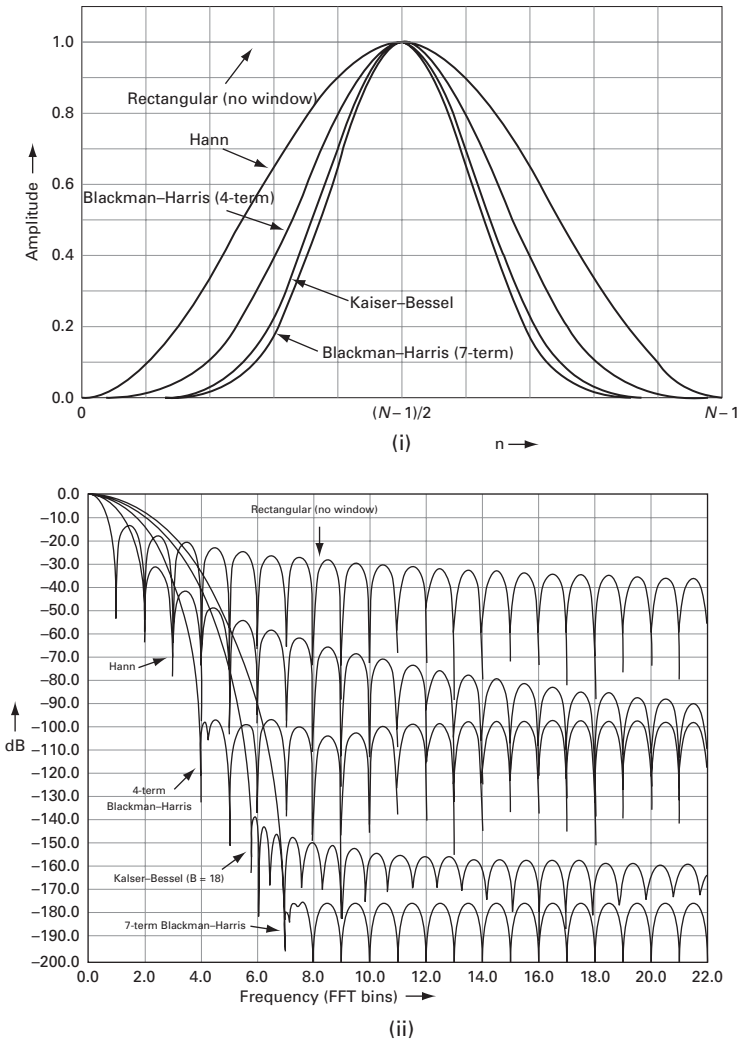 1.0
Rectangular (no window)
0.8
Hann
0.6
Blackman–Harris (4-term)
Amplitude
0.4
Kaiser–Bessel
0.2
Blackman–Harris (7-term)
0.0
0
(N – 1)/2
N – 1
n
(i)
0.0
Rectangular (no window)
–10.0
–20.0
–30.0
–40.0
–50.0
–60.0
–70.0
Hann
–80.0
–90.0
–100.0
dB
–110.0
–120.0
4-term
Blackman–Harris
–130.0
–140.0
–150.0
–160.0
Kalser–Bessel (B = 18)
–170.0
–180.0
7-term Blackman–Harris
–190.0
–200.0
0.0 2.0 4.0 6.0 8.0 10.0 12.0 14.0 16.0 18.0 20.0 22.0
Frequency (FFT bins)
(ii)